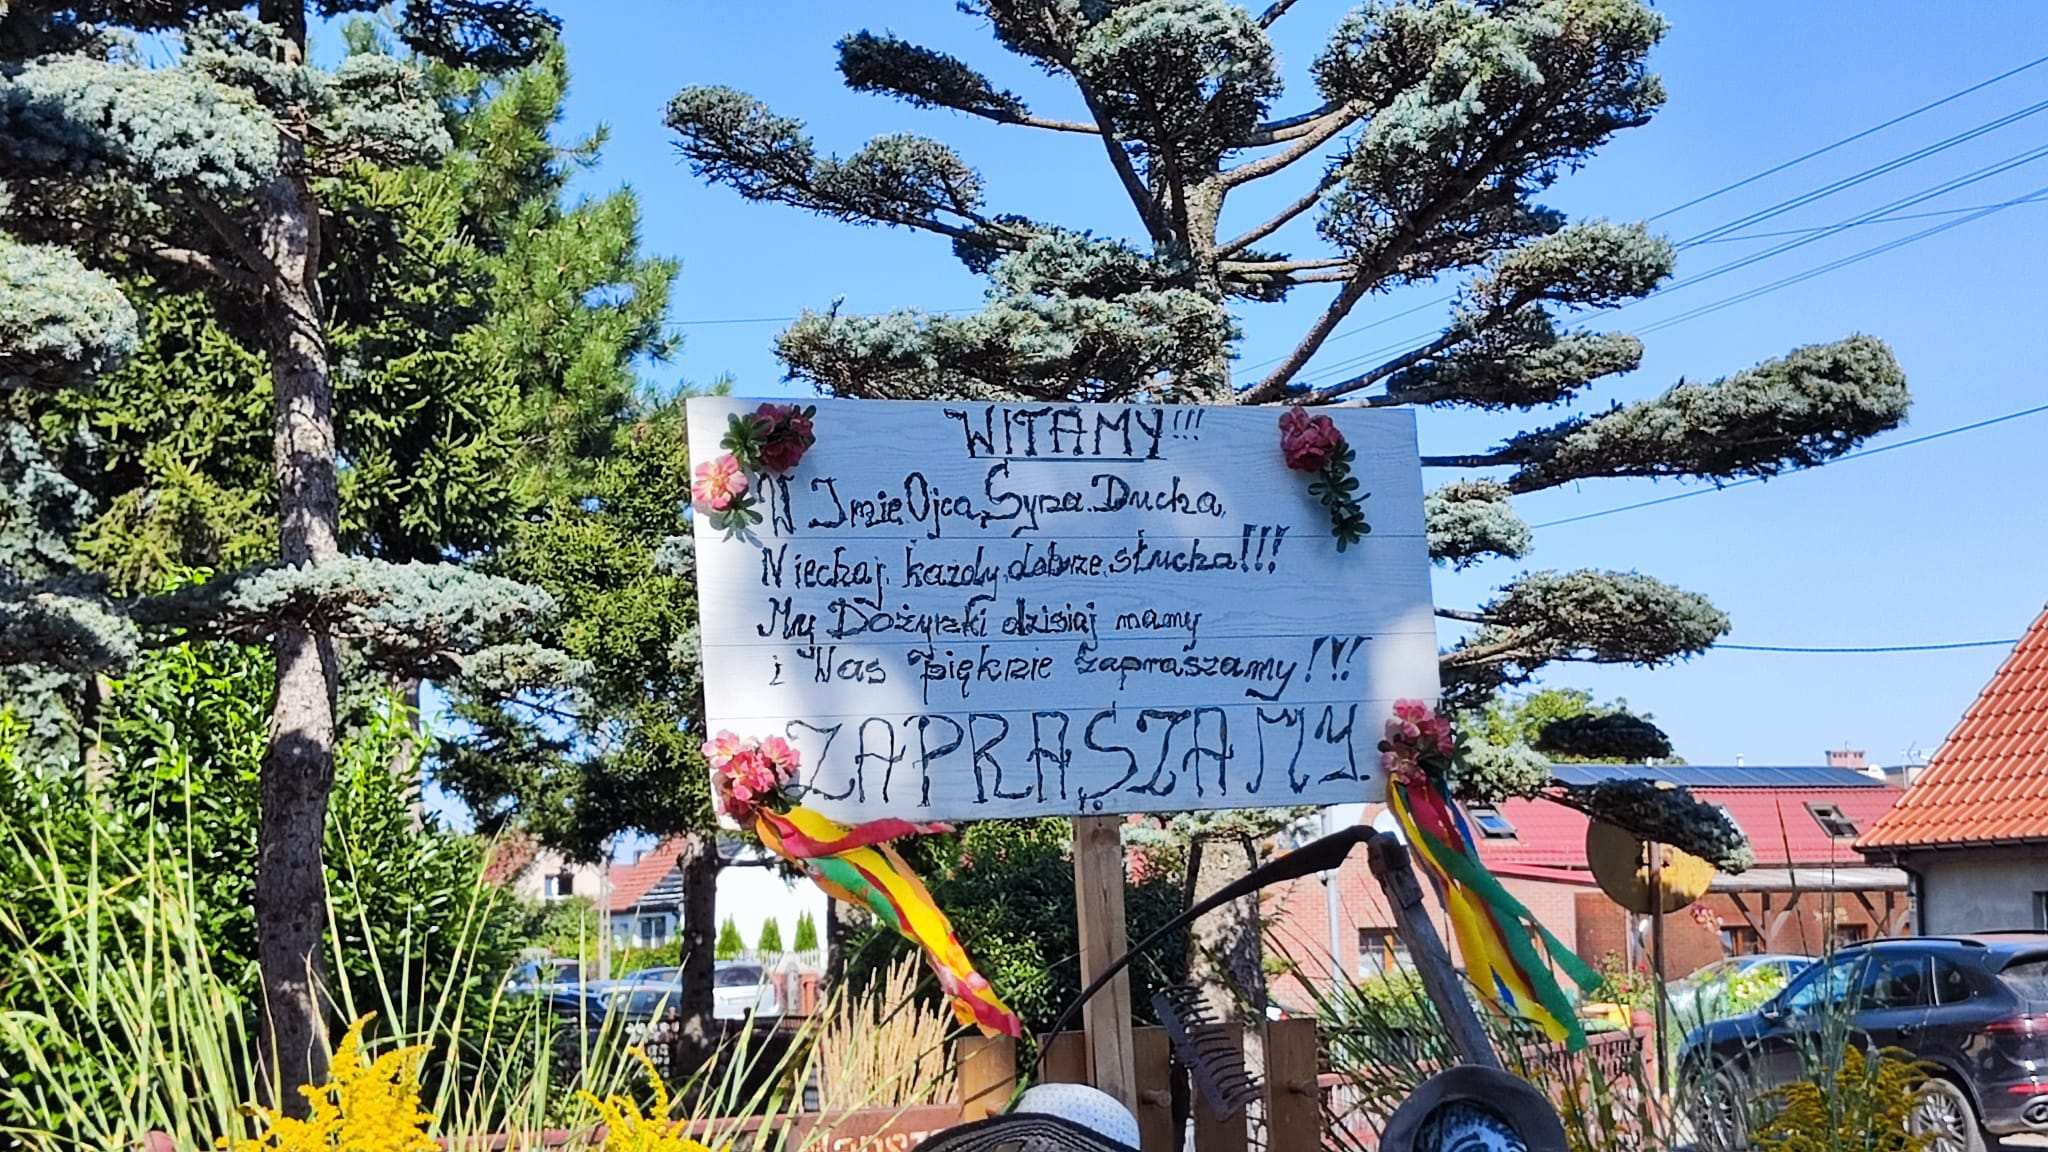 WITAMY!!!
W Imię Ojca, Syna. Ducha,
Niechaj, każdy, dobrze, słucha!!!
My Dożynki dzisiaj mamy
i Was pięknie zapraszamy!!!
ZAPRASZAMY.